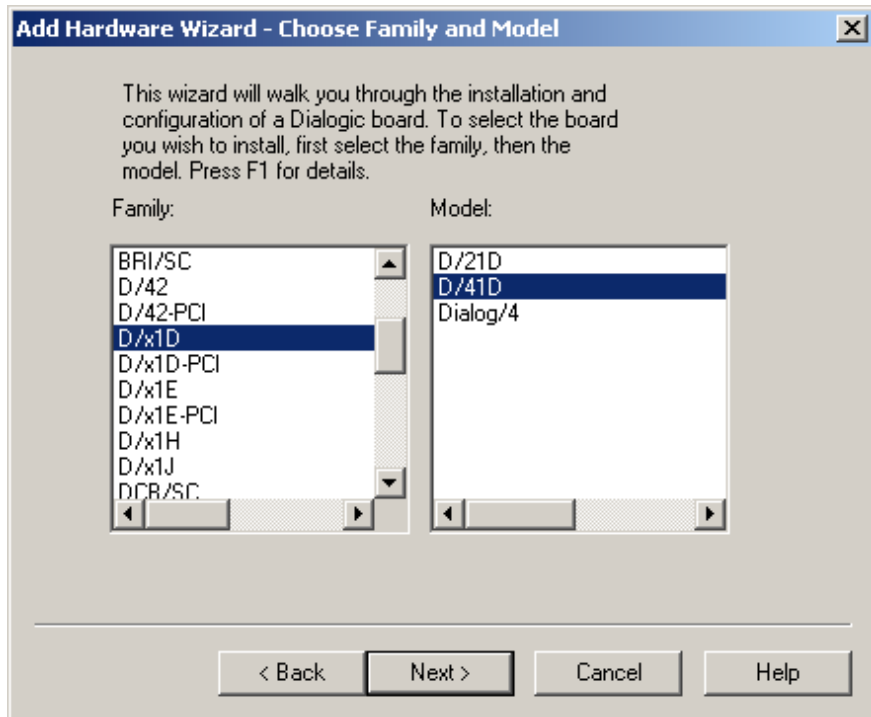 Add Hardware Wizard - Choose Family and Model
This wizard will walk you through the installation and
configuration of a Dialogic board. To select the board
you wish to install, first select the family, then the
model. Press F1 for details.
Family:
BRI/SC
D/42
D/42-PCI
D/x1D
D/x1D-PCI
D/x1E
D/x1E-PCI
D/x1H
D/x1J
DCB/SC
Model:
D/21D
D/41D
Dialog/4
< Back
Next >
Cancel
Help